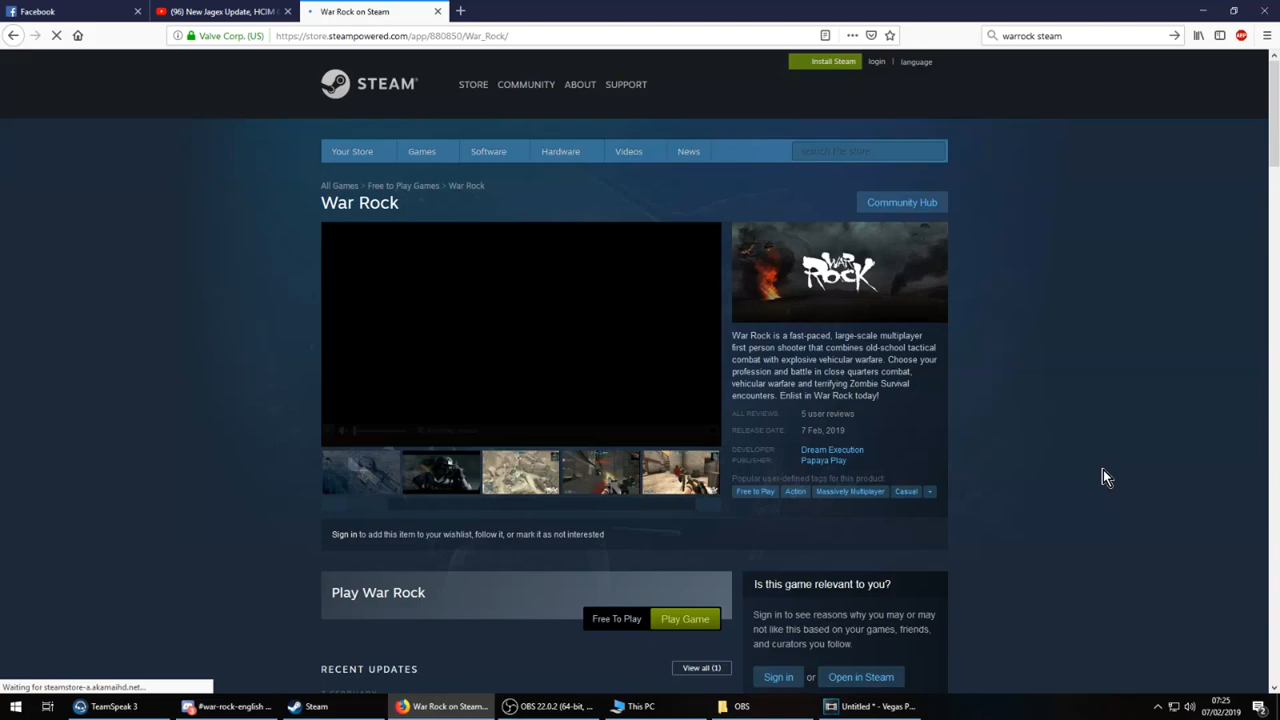 Facebook
(96) New Jagex Update, HCIM
War Rock on Steam
Valve Corp. (US)
https://store.steampowered.com/app/880850/War_Rock/
warrock steam
Install Steam
login
language
STEAM
STORE
COMMUNITY
ABOUT
SUPPORT
Your Store
Games
Software
Hardware
Videos
News
search the store
All Games > Free to Play Games > War Rock
War Rock
Community Hub
WAR ROCK
War Rock is a fast-paced, large-scale multiplayer
first person shooter that combines old-school tactical
combat with explosive vehicular warfare. Choose your
profession and battle in close quarters combat,
vehicular warfare and terrifying Zombie Survival
encounters. Enlist in War Rock today!
ALL REVIEWS: 5 user reviews
RELEASE DATE: 7 Feb, 2019
DEVELOPER: Dream Execution
PUBLISHER: Papaya Play
Popular user-defined tags for this product:
Free to Play
Action
Massively Multiplayer
Casual
+
Sign in to add this item to your wishlist, follow it, or mark it as not interested
Play War Rock
Free To Play
Play Game
Is this game relevant to you?
Sign in to see reasons why you may or may
not like this based on your games, friends,
and curators you follow.
Sign in or Open in Steam
RECENT UPDATES
View all (1)
7 FEBRUARY
Waiting for steamstore-a.akamaihd.net...
TeamSpeak 3
#war-rock-english ...
Steam
War Rock on Steam...
OBS 22.0.2 (64-bit, ...
This PC
OBS
Untitled * - Vegas P...
07:25
07/02/2019
2